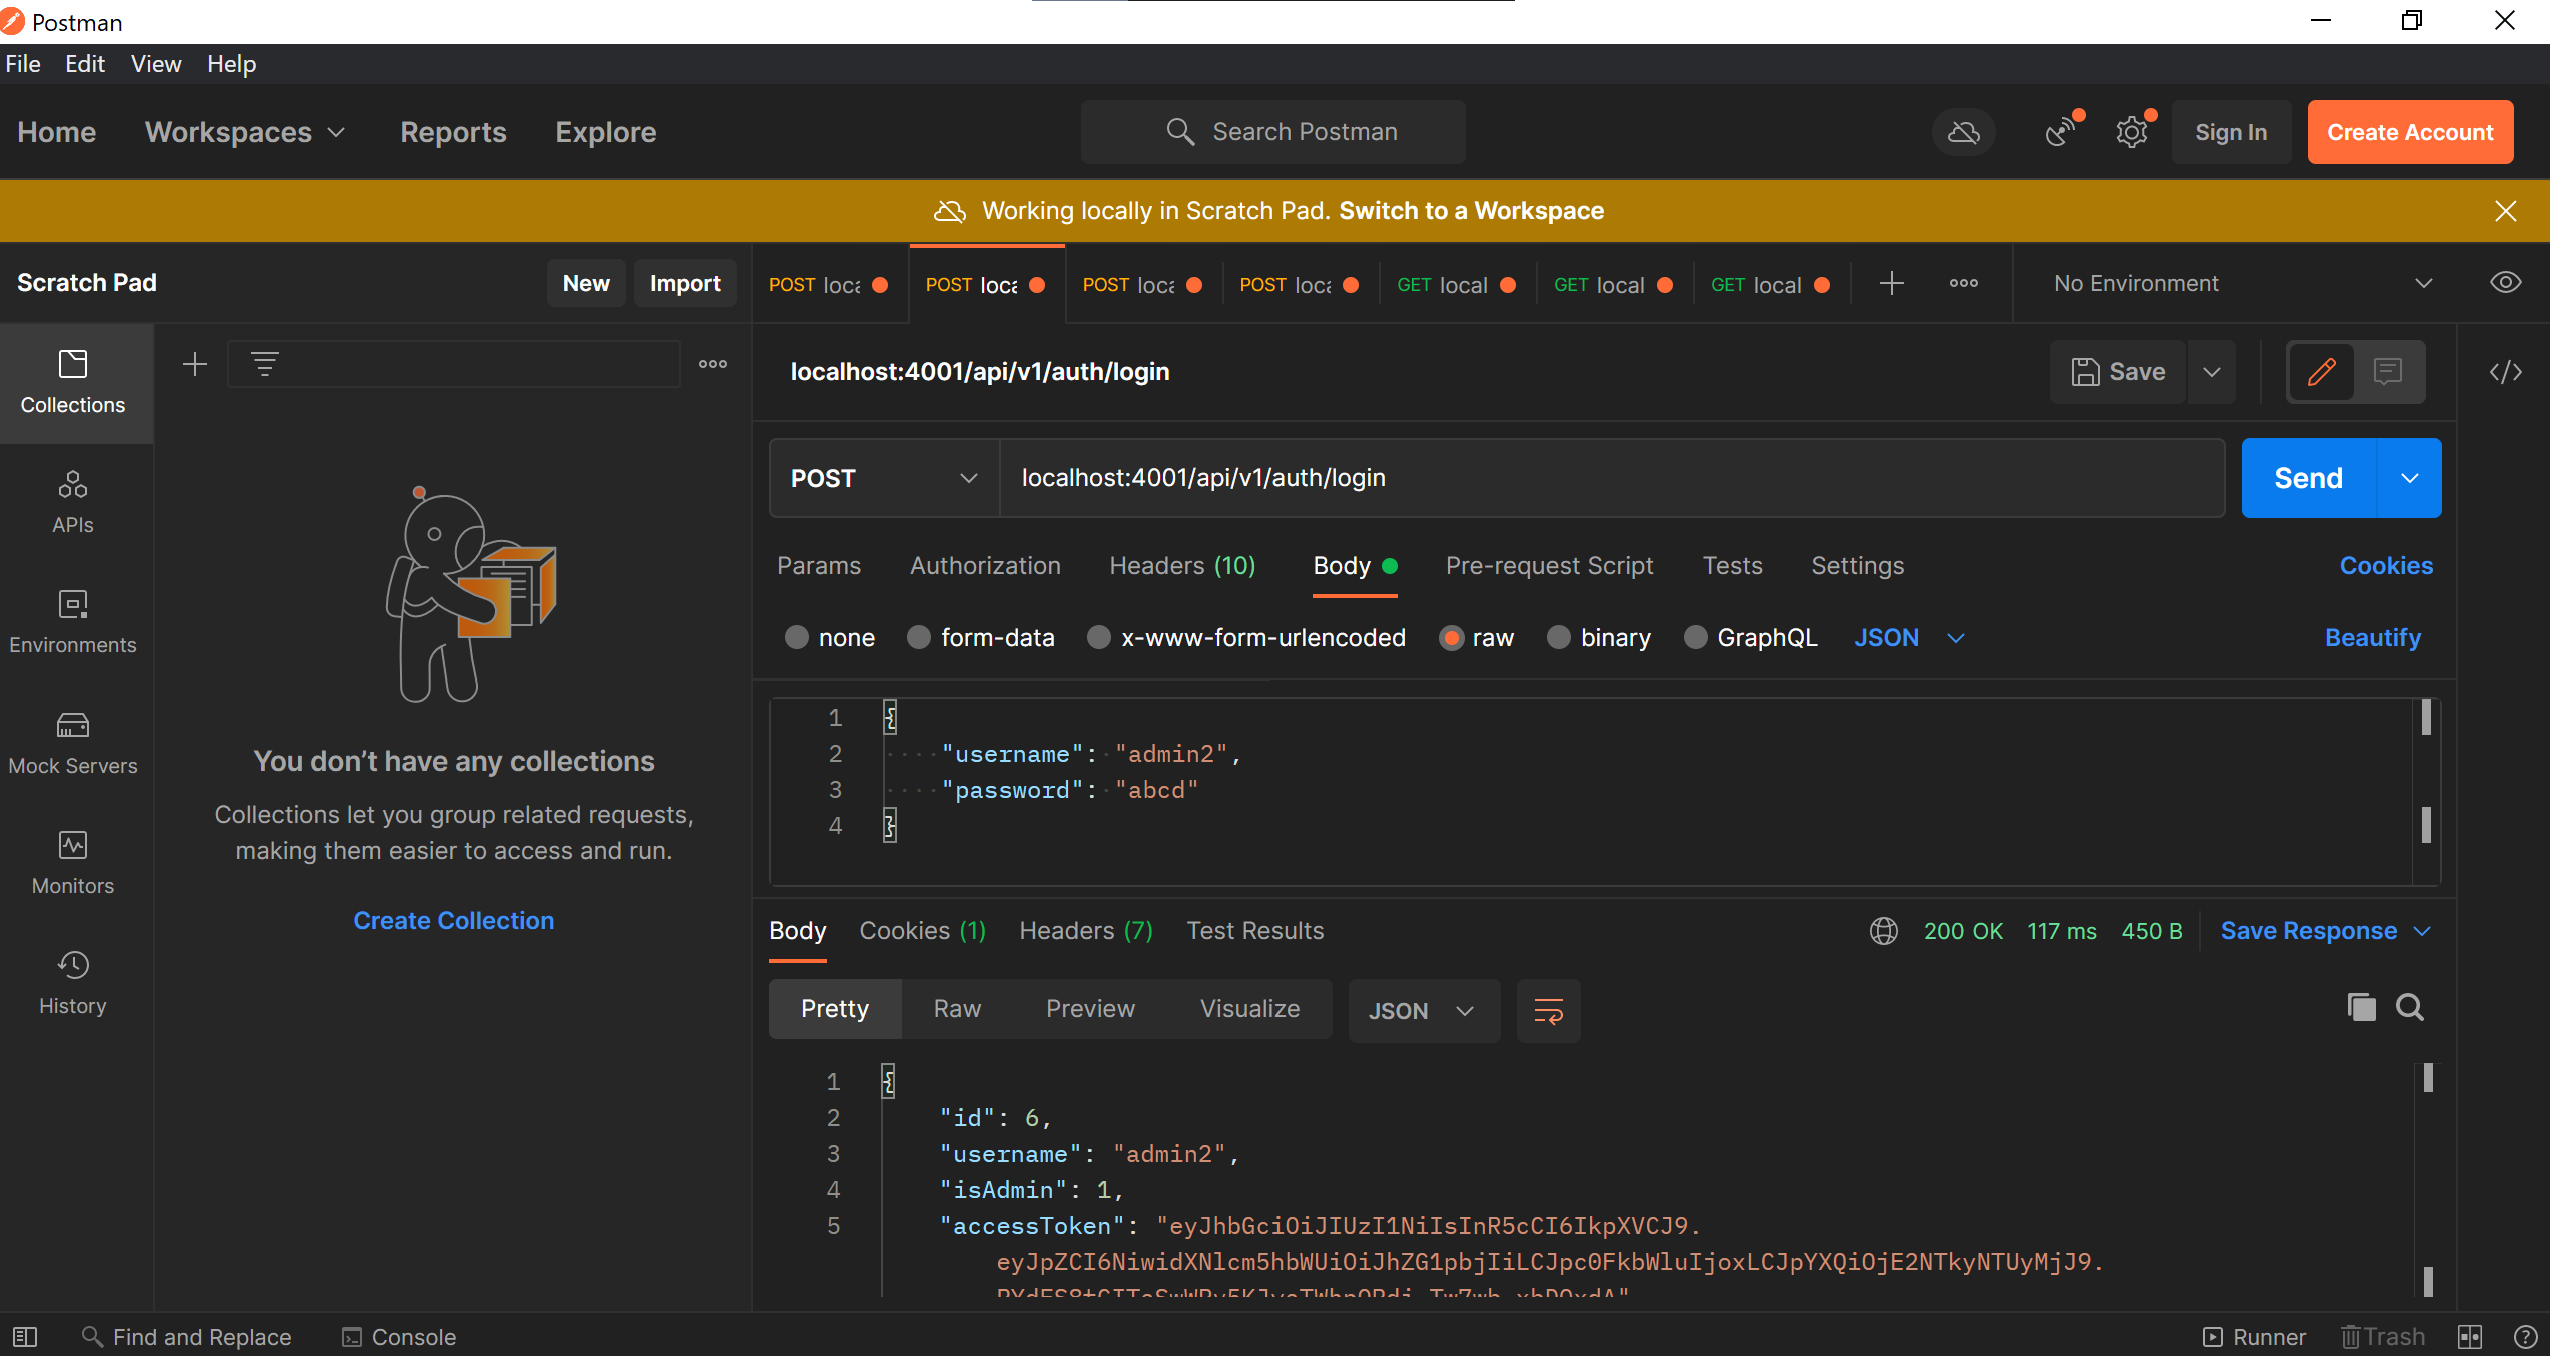 Postman
File Edit View Help
Home Workspaces Reports Explore Search Postman Sign In Create Account
Working locally in Scratch Pad. Switch to a Workspace
Scratch Pad New Import POST loca POST loca POST loca POST loca GET local GET local GET local No Environment
localhost:4001/api/v1/auth/login Save
Collections
POST localhost:4001/api/v1/auth/login Send
APIs
Params Authorization Headers (10) Body Pre-request Script Tests Settings Cookies
Environments
none form-data x-www-form-urlencoded raw binary GraphQL JSON Beautify
1 {
2 "username": "admin2",
3 "password": "abcd"
4 }
Mock Servers
You don’t have any collections
Collections let you group related requests,
making them easier to access and run.
Create Collection
Monitors
History
Body Cookies (1) Headers (7) Test Results 200 OK 117 ms 450 B Save Response
Pretty Raw Preview Visualize JSON
1 {
2 "id": 6,
3 "username": "admin2",
4 "isAdmin": 1,
5 "accessToken": "eyJhbGciOiJIUzI1NiIsInR5cCI6IkpXVCJ9.
eyJpZCI6NiwidXNlcm5hbWUiOiJhZG1pbjIiLCJpc0FkbWluIjoxLCJpYXQiOjE2NTkyNTUyMjJ9.
Find and Replace Console Runner Trash